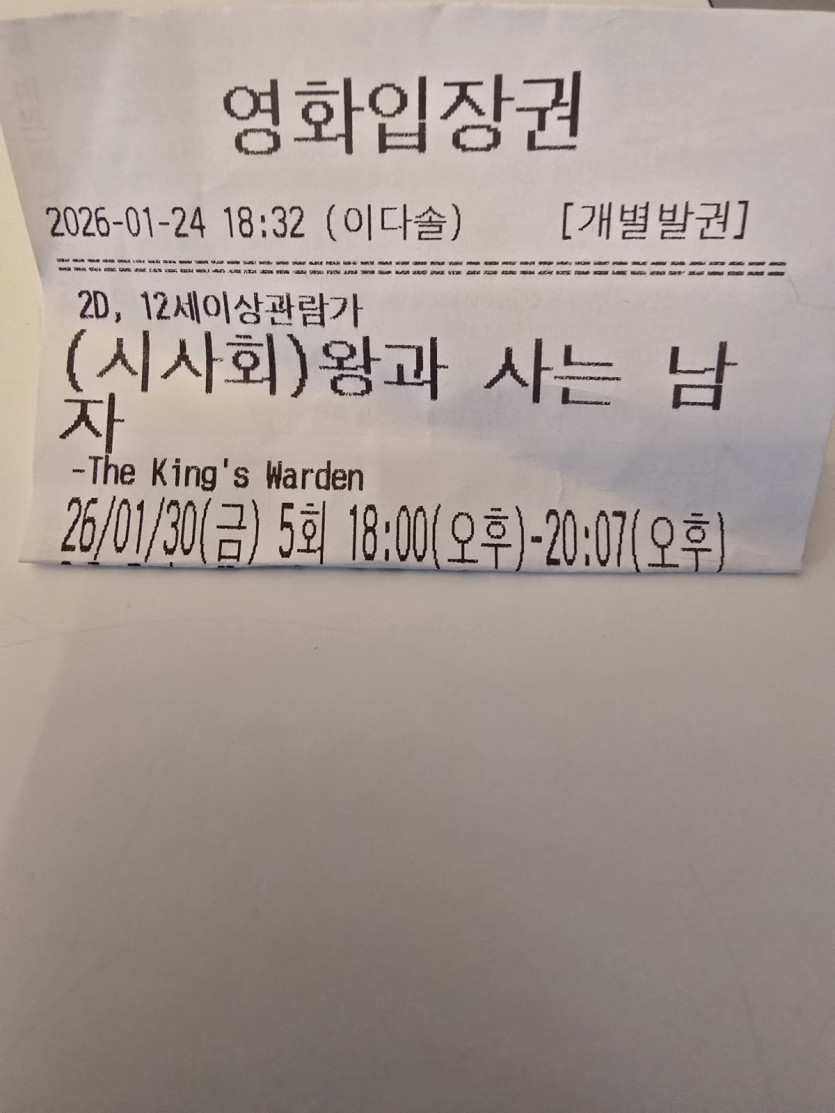 영화입장권
2026-01-24 18:32 (이다솔) [개별발권]
2D, 12세이상관람가
(시사회)왕과 사는 남
자
-The King's Warden
26/01/30(금) 5회 18:00(오후)-20:07(오후)